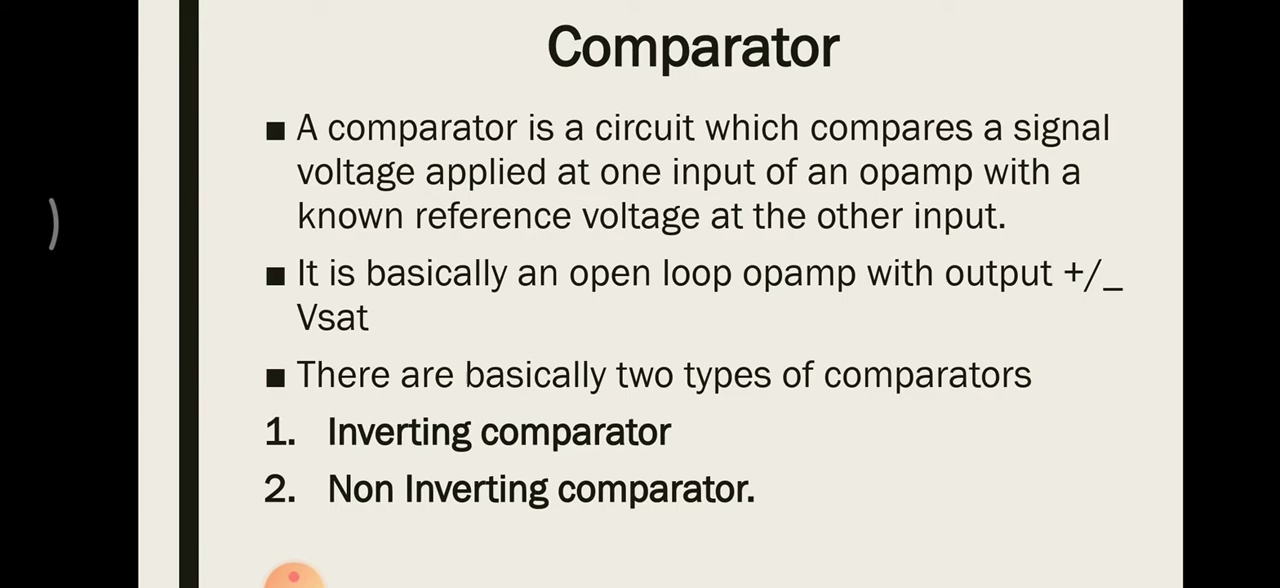 Comparator
■ A comparator is a circuit which compares a signal
voltage applied at one input of an opamp with a
known reference voltage at the other input.
■ It is basically an open loop opamp with output +/_
Vsat
■ There are basically two types of comparators
1. Inverting comparator
2. Non Inverting comparator.